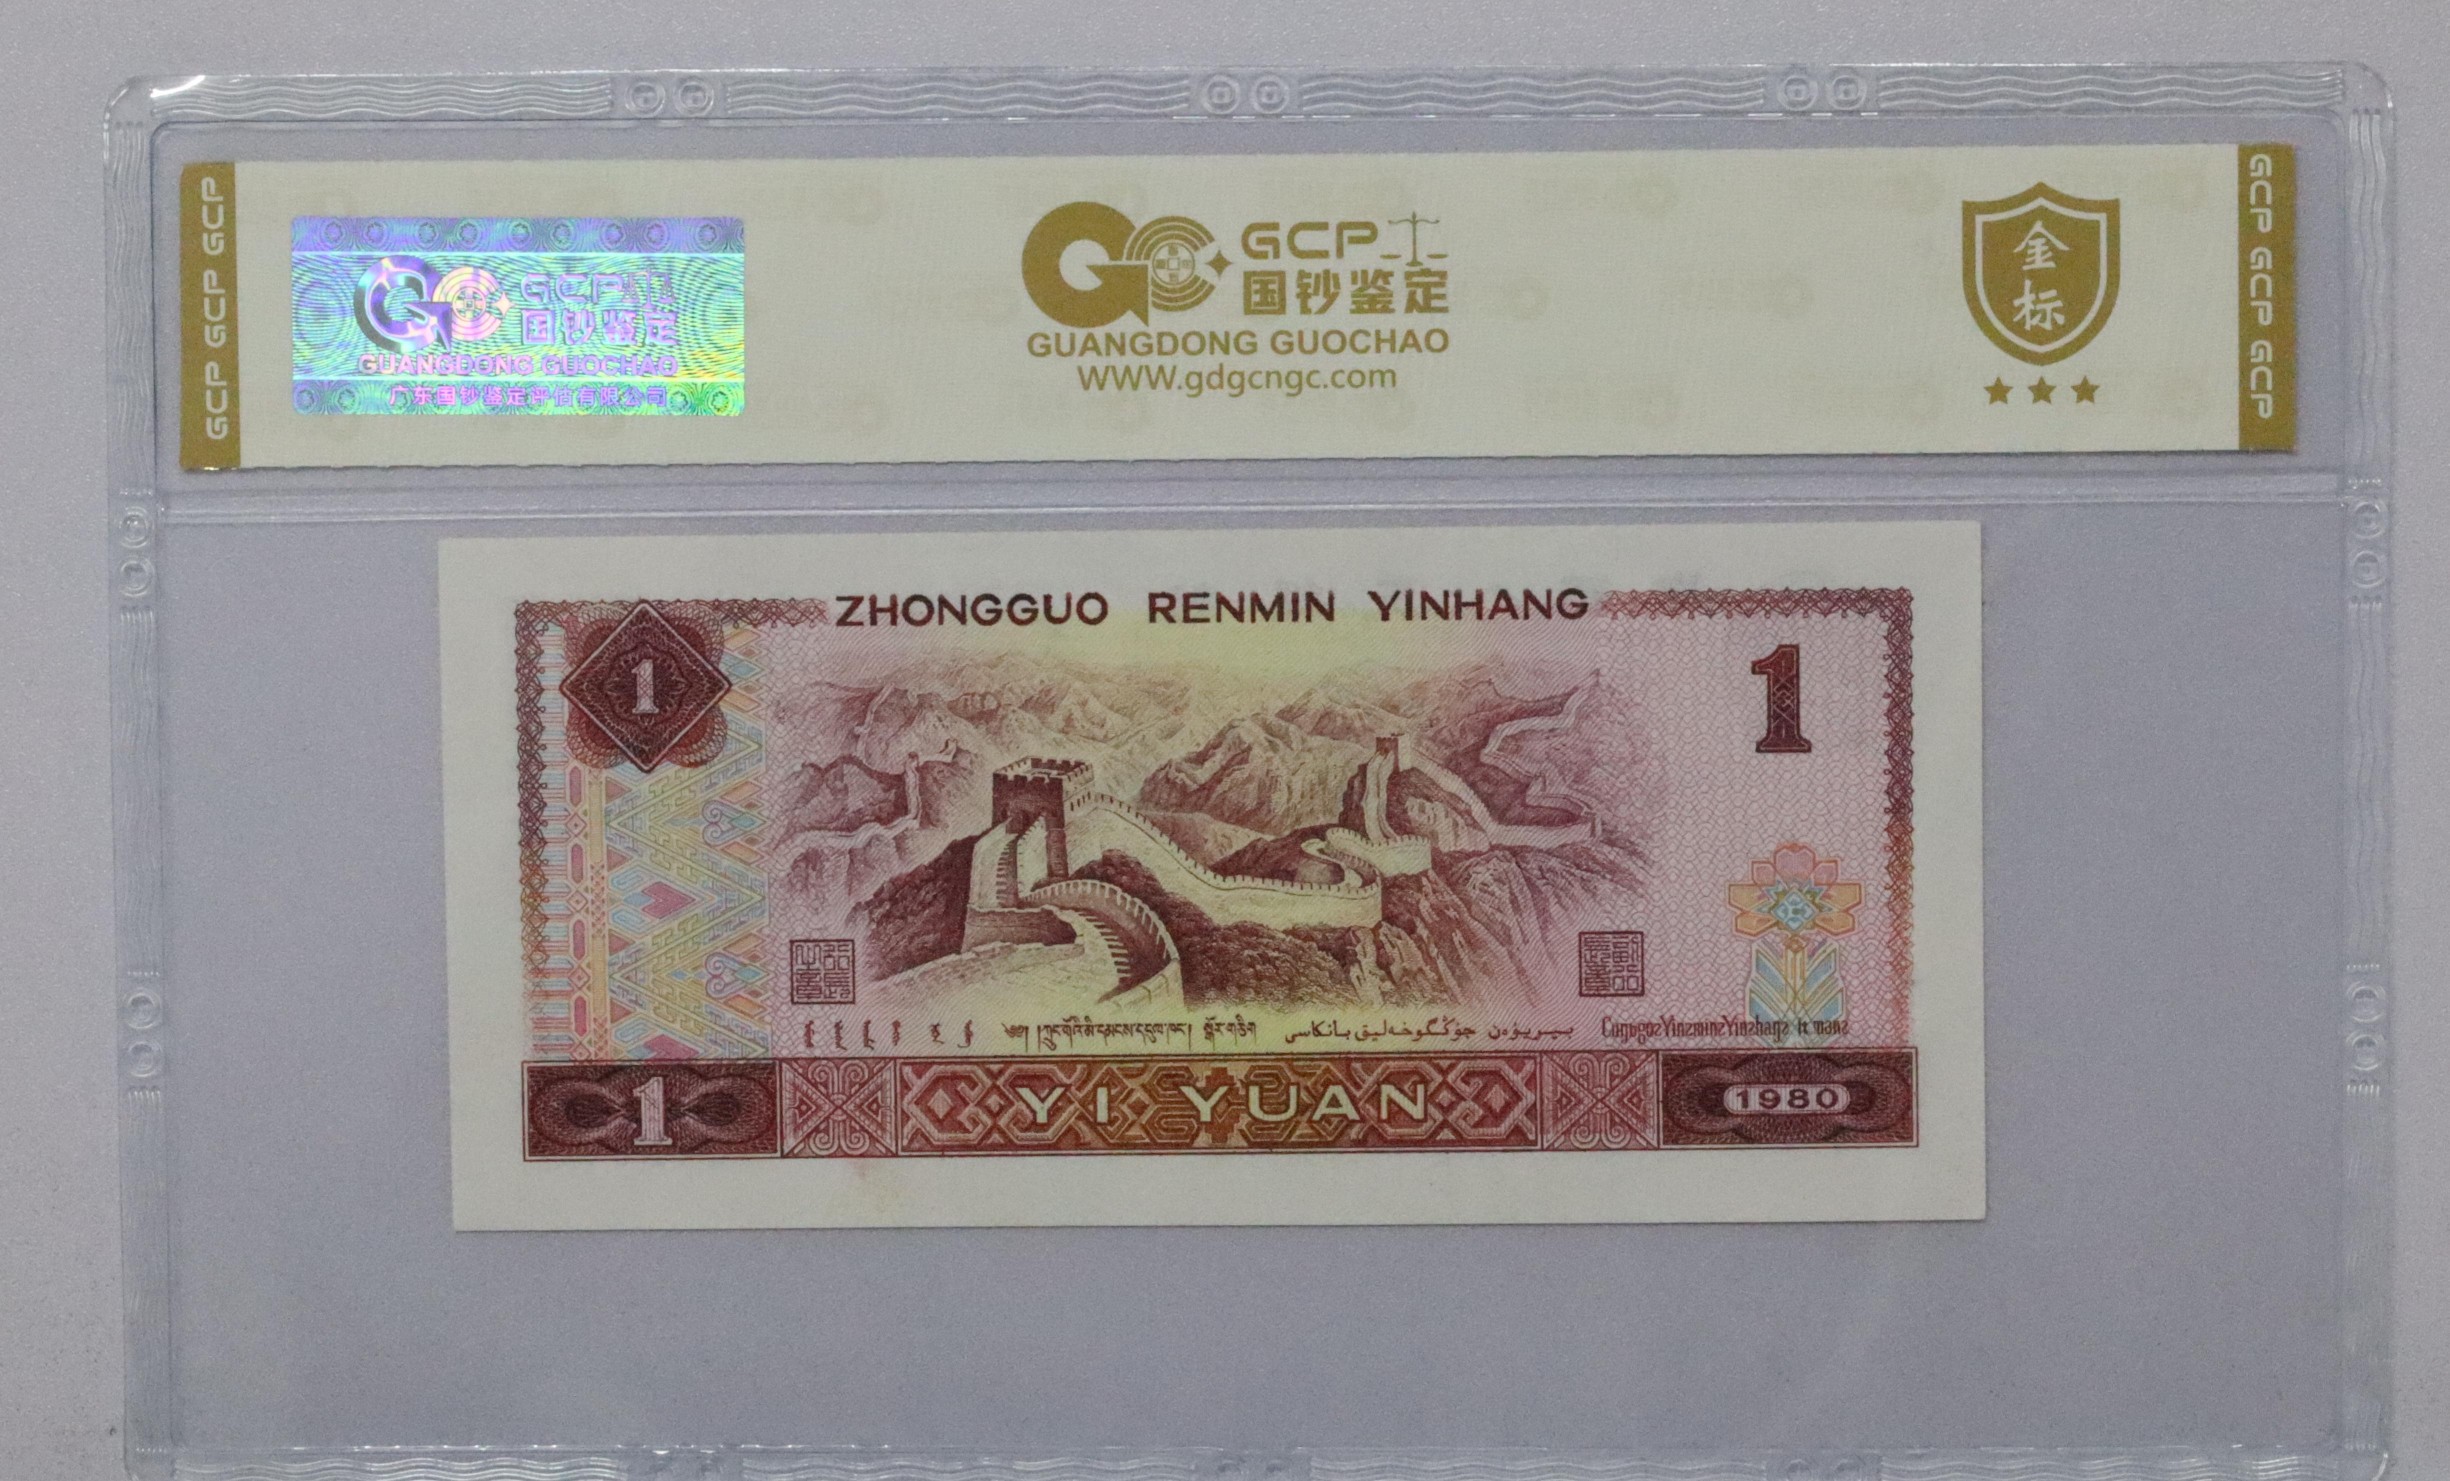 GCP GCP GCP
GCP
国钞鉴定
GUANGDONG GUOCHAO
广东国钞鉴定评估有限公司
GCP
国钞鉴定
GUANGDONG GUOCHAO
WWW.gdgcngc.com
金
标
GCP GCP GCP
ZHONGGUO RENMIN YINHANG
1
1
1
YI YUAN
1980